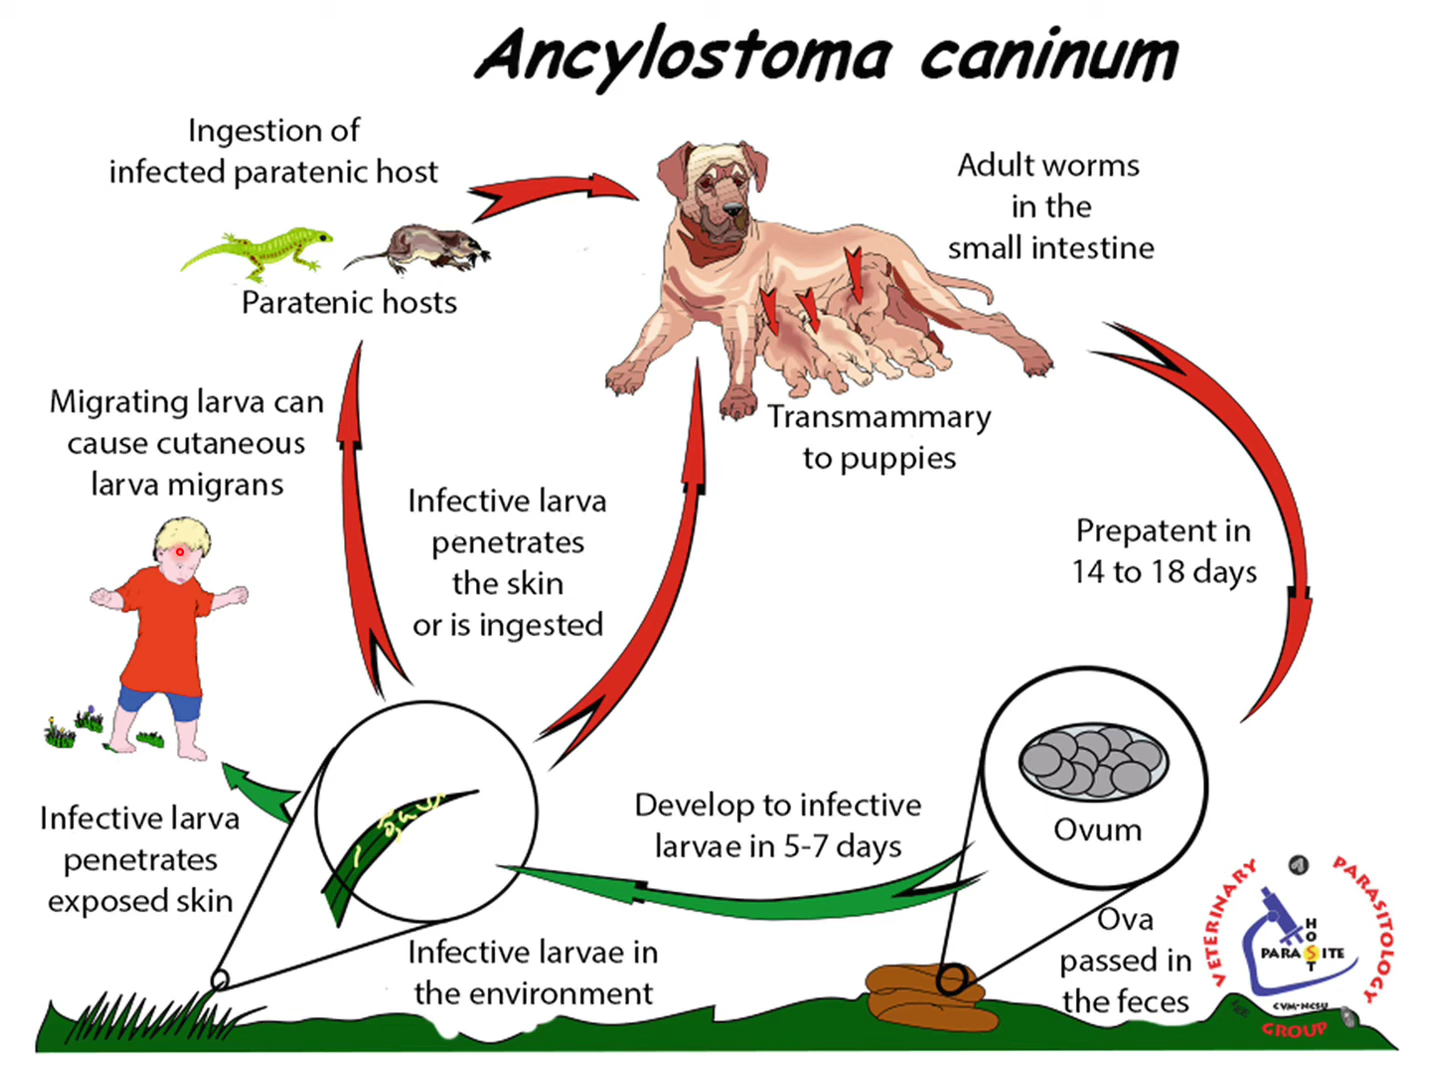 Ancylostoma caninum
Ingestion of
infected paratenic host
Paratenic hosts
Adult worms
in the
small intestine
Transmammary
to puppies
Migrating larva can
cause cutaneous
larva migrans
Infective larva
penetrates
the skin
or is ingested
Prepatent in
14 to 18 days
Ovum
Develop to infective
larvae in 5-7 days
Infective larva
penetrates
exposed skin
Infective larvae in
the environment
Ova
passed in
the feces
VETERINARY PARASITOLOGY
HOST
PARASITE
CVM-NCSU
GROUP